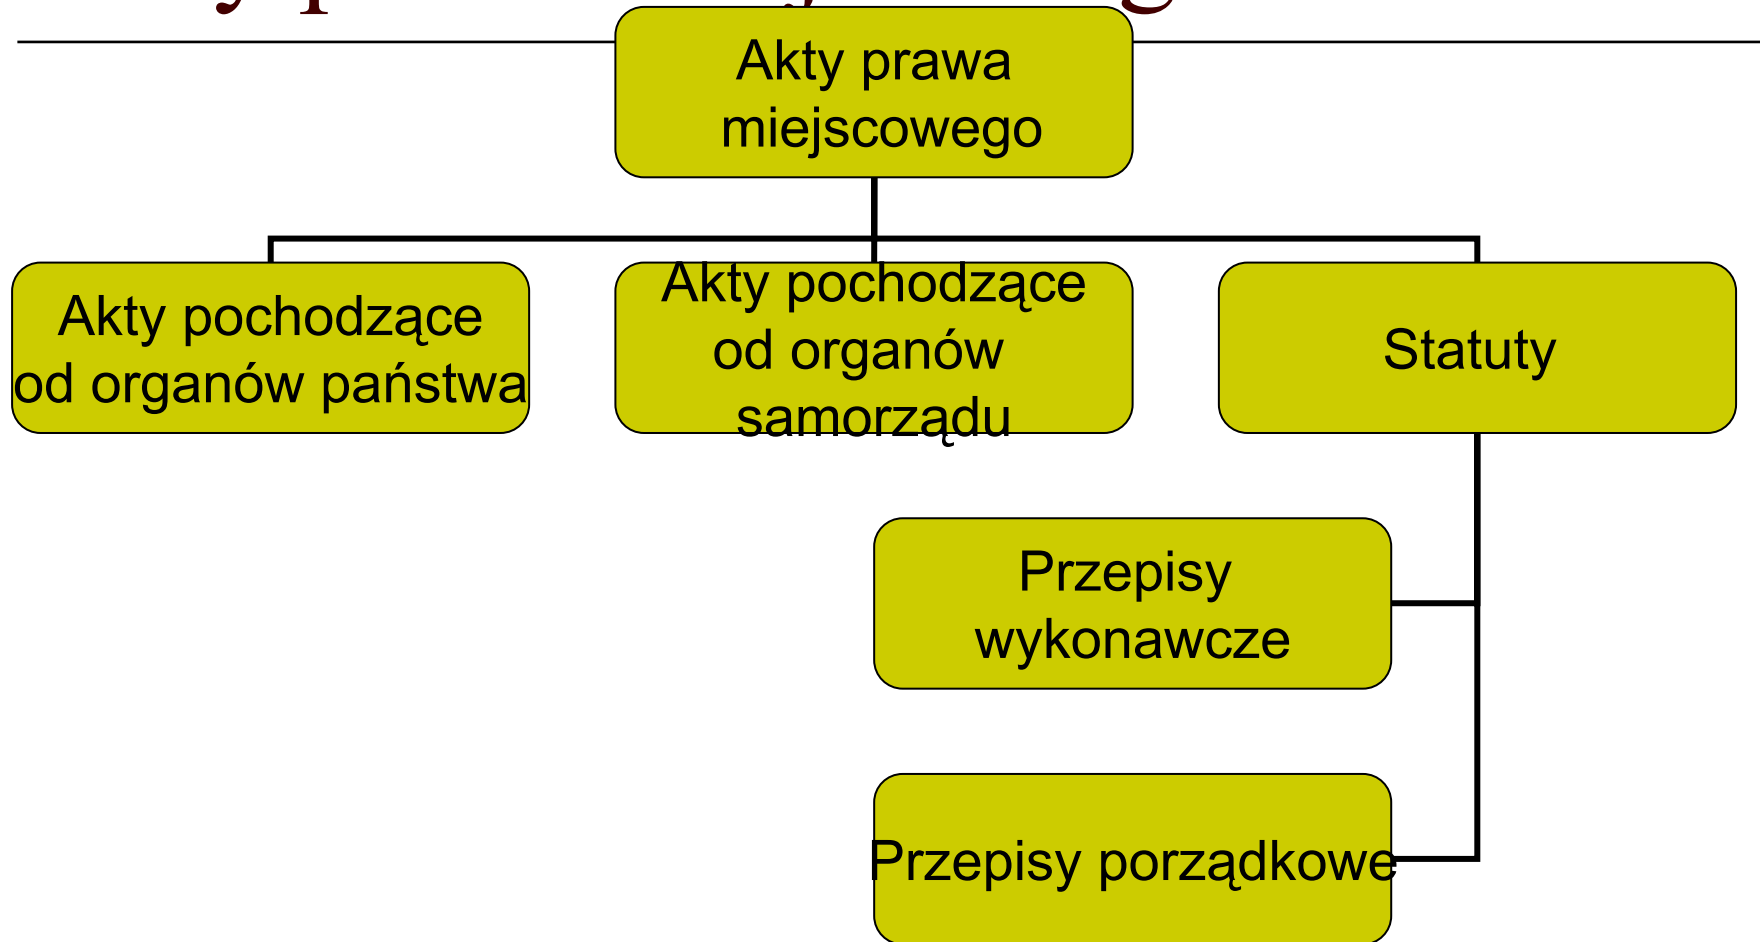 Akty prawa
miejscowego
Akty pochodzące
od organów państwa
Akty pochodzące
od organów
samorządu
Statuty
Przepisy
wykonawcze
Przepisy porządkowe